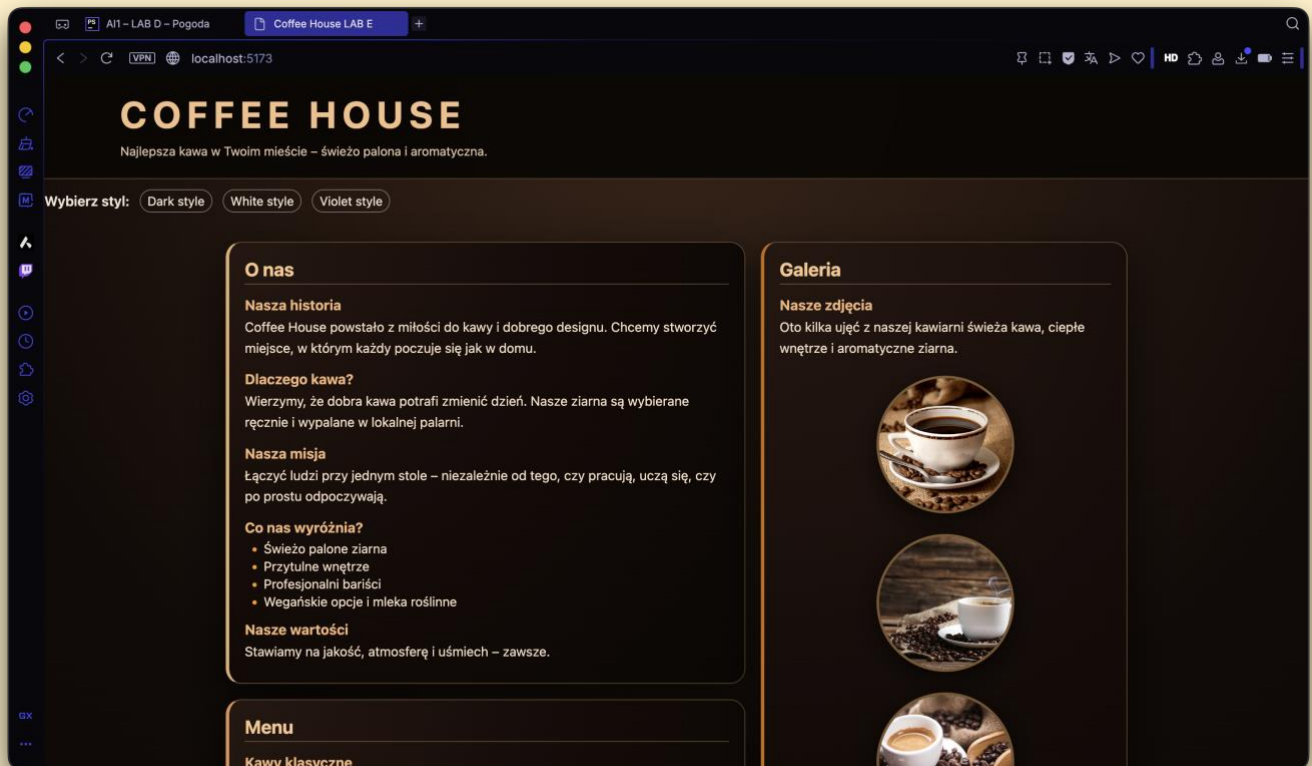 AI1 – LAB D – Pogoda
Coffee House LAB E
VPN
localhost:5173
HD
COFFEE HOUSE
Najlepsza kawa w Twoim mieście – świeżo palona i aromatyczna.
Wybierz styl:
Dark style
White style
Violet style
O nas
Nasza historia
Coffee House powstało z miłości do kawy i dobrego designu. Chcemy stworzyć
miejsce, w którym każdy poczuje się jak w domu.
Dlaczego kawa?
Wierzymy, że dobra kawa potrafi zmienić dzień. Nasze ziarna są wybierane
ręcznie i wypalane w lokalnej palarni.
Nasza misja
Łączyć ludzi przy jednym stole – niezależnie od tego, czy pracują, uczą się, czy
po prostu odpoczywają.
Co nas wyróżnia?
• Świeżo palone ziarna
• Przytulne wnętrze
• Profesjonalni bariści
• Wegańskie opcje i mleka roślinne
Nasze wartości
Stawiamy na jakość, atmosferę i uśmiech – zawsze.
Menu
Kawy klasyczne
Galeria
Nasze zdjęcia
Oto kilka ujęć z naszej kawiarni świeża kawa, ciepłe
wnętrze i aromatyczne ziarna.
PS
M
GX